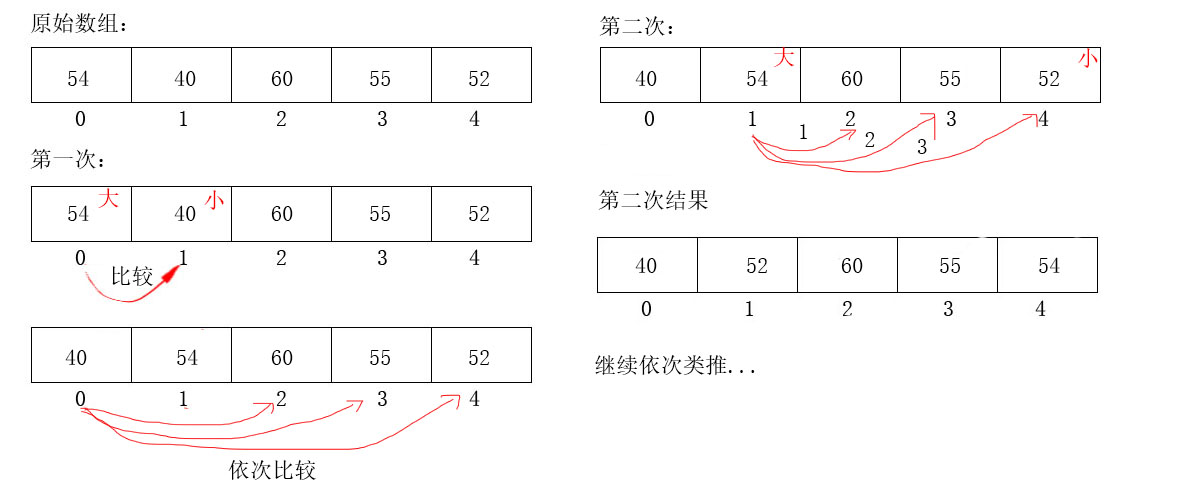 原始数组:
54 40 60 55 52
0 1 2 3 4
第一次:
54 大 40 小 60 55 52
0 1 2 3 4
比较
40 54 60 55 52
0 1 2 3 4
依次比较
第二次:
40 54 大 60 55 52 小
0 1 2 3 4
1 2 3
第二次结果
40 52 60 55 54
0 1 2 3 4
继续依次类推...